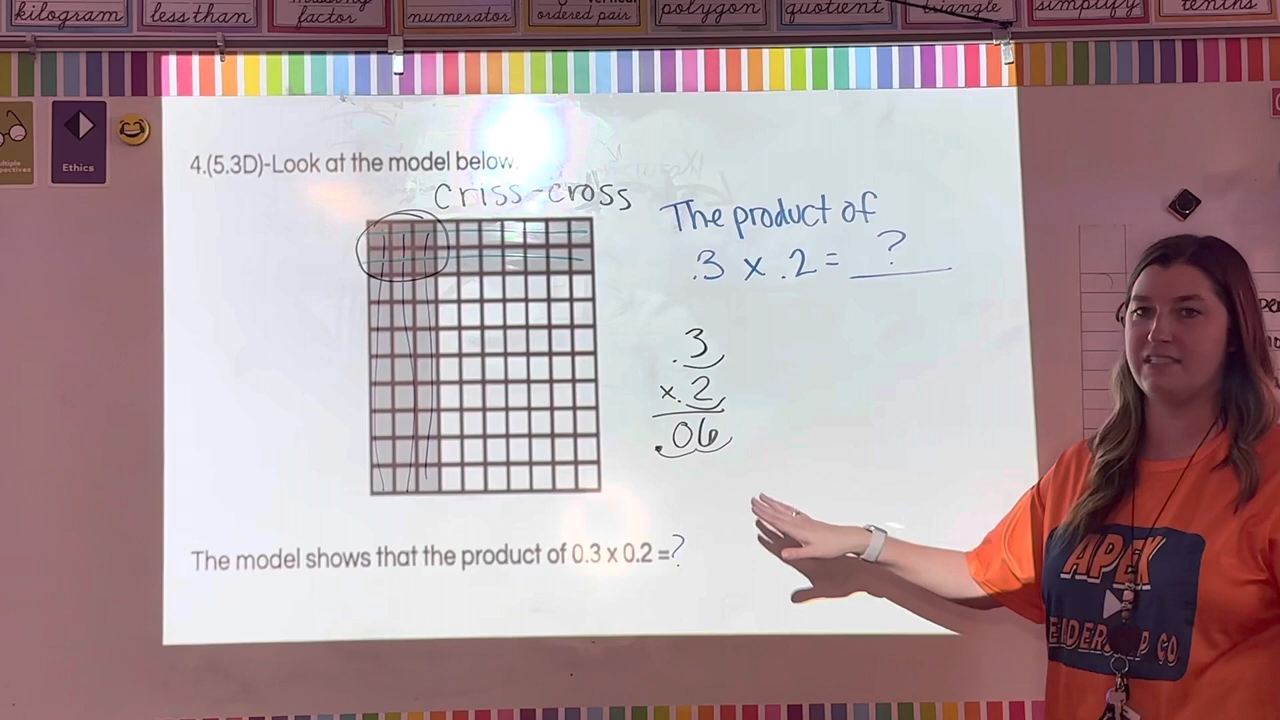 kilogram
less than
factor
numerator
ordered pair
polygon
quotient
triangle
simplify
tenths
Ethics
4.(5.3D)-Look at the model below.
Criss-cross
The product of
.3 x .2 = ?
.3
x .2
.06
The model shows that the product of 0.3 x 0.2 =?
APEX
LEADERSHIP CO